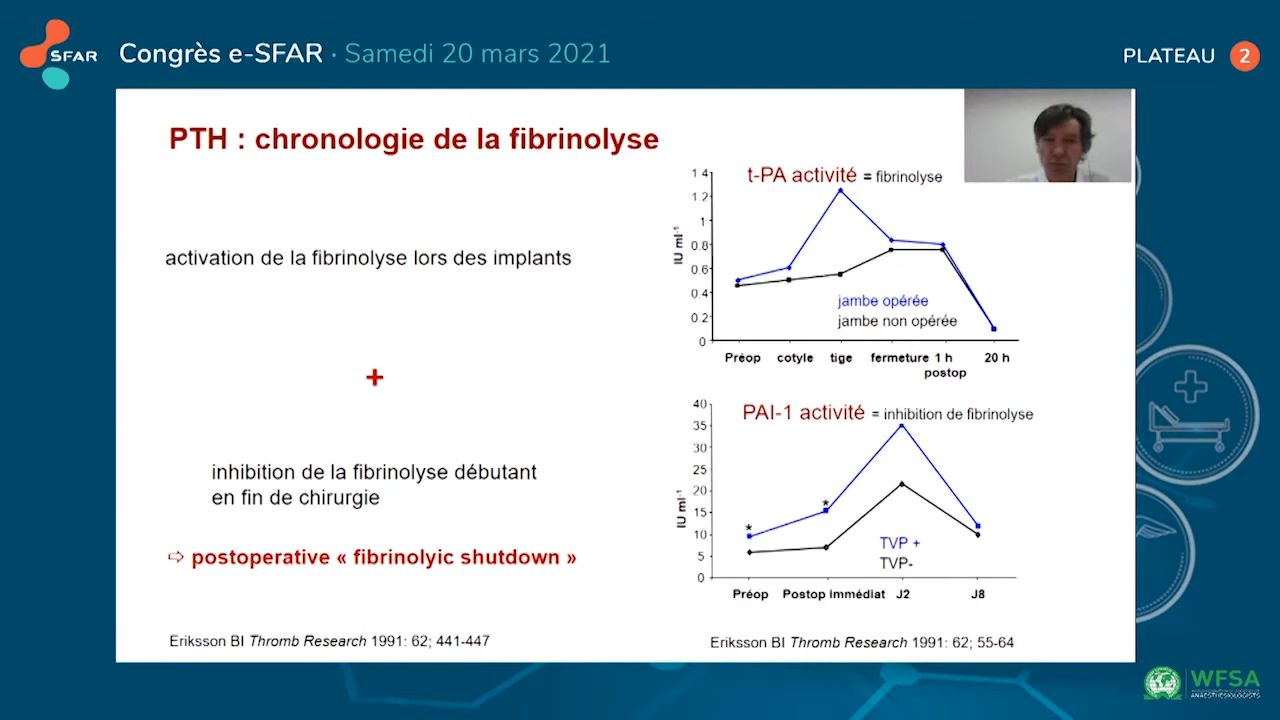 SFAR
Congrès e-SFAR · Samedi 20 mars 2021
PLATEAU 2
PTH : chronologie de la fibrinolyse
activation de la fibrinolyse lors des implants
+
inhibition de la fibrinolyse débutant
en fin de chirurgie
⇨ postoperative « fibrinolyic shutdown »
Eriksson BI Thromb Research 1991: 62; 441-447
t-PA activité = fibrinolyse
IU ml-1
1 4
1 2
1
0.8
0.6
0.4
0.2
0
jambe opérée
jambe non opérée
Préop cotyle tige fermeture 1 h 20 h
postop
PAI-1 activité = inhibition de fibrinolyse
IU ml-1
40
35
30
25
20
15
10
5
0
*
*
TVP +
TVP-
Préop Postop immédiat J2 J8
Eriksson BI Thromb Research 1991: 62; 55-64
WFSA